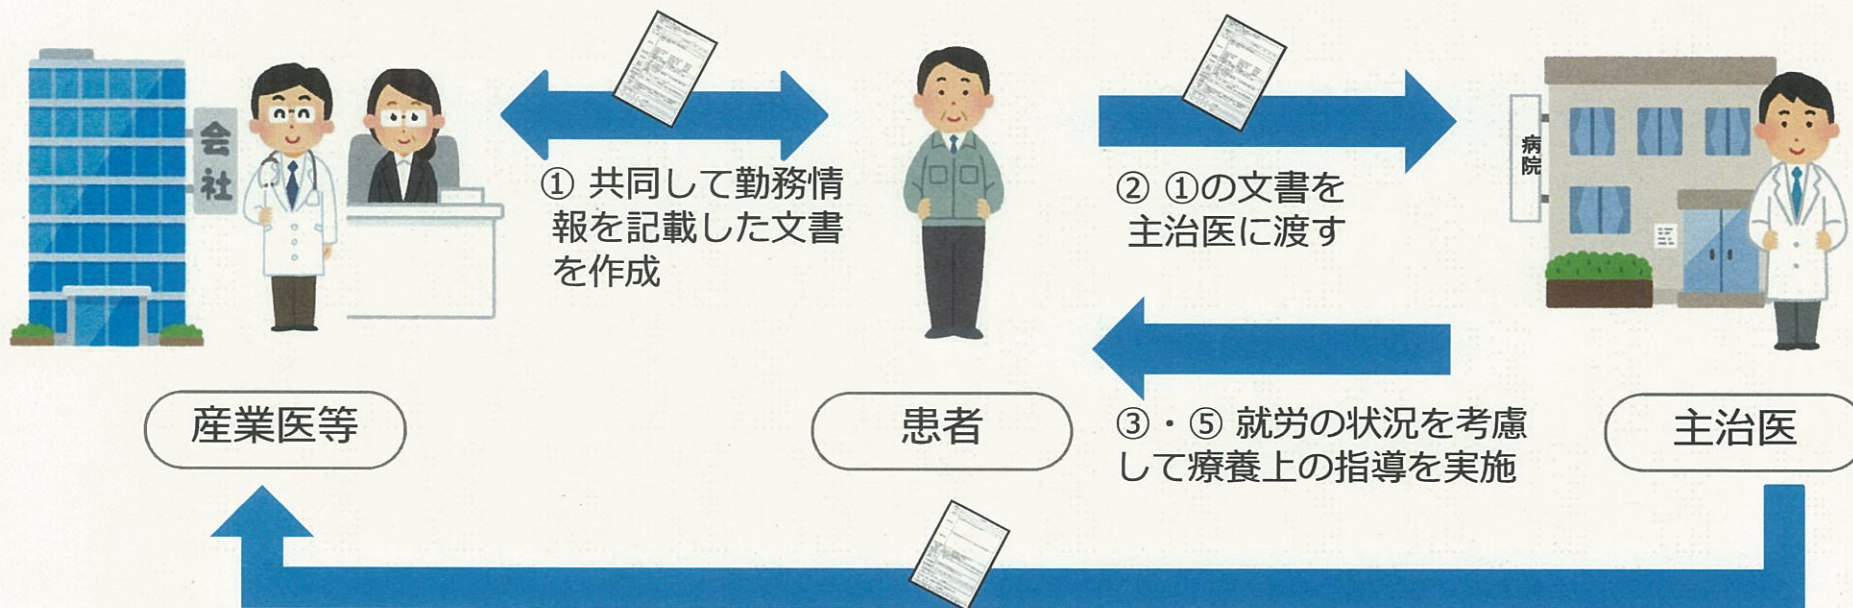 会社
① 共同して勤務情
報を記載した文書
を作成
② ①の文書を
主治医に渡す
病院
産業医等
患者
③・⑤ 就労の状況を考慮
して療養上の指導を実施
主治医